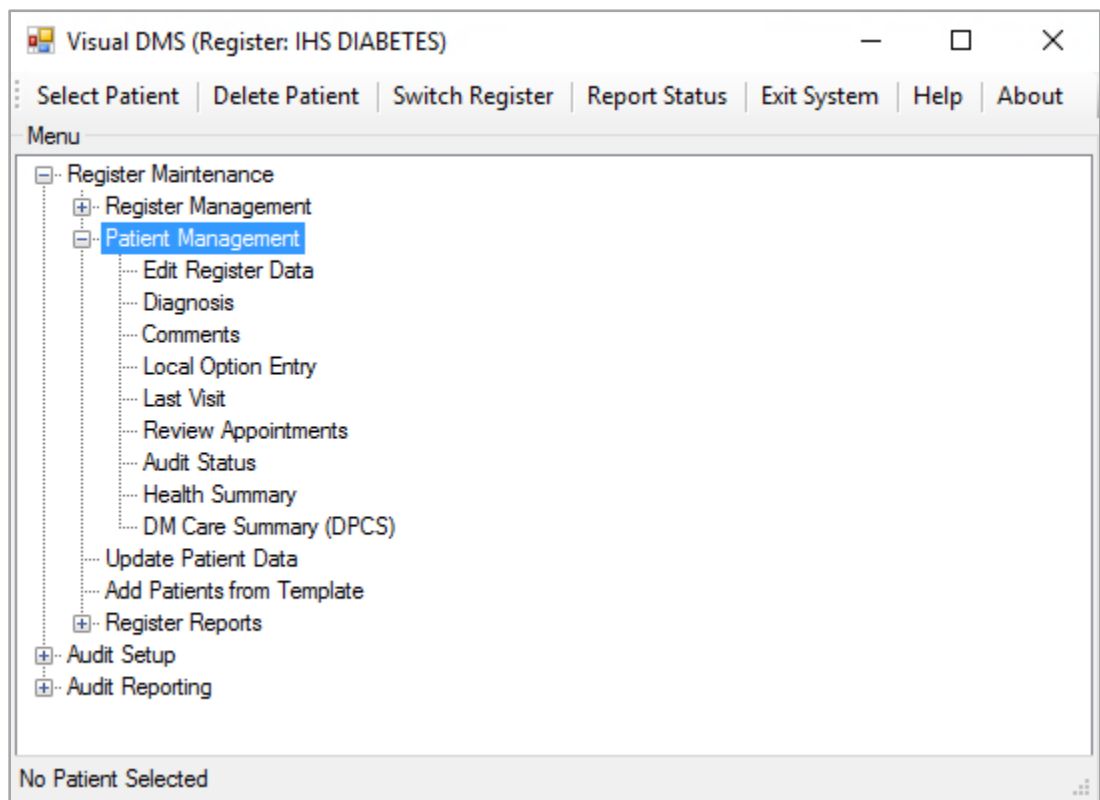 Visual DMS (Register: IHS DIABETES)
Select Patient Delete Patient Switch Register Report Status Exit System Help About
Menu
Register Maintenance
Register Management
Patient Management
Edit Register Data
Diagnosis
Comments
Local Option Entry
Last Visit
Review Appointments
Audit Status
Health Summary
DM Care Summary (DPCS)
Update Patient Data
Add Patients from Template
Register Reports
Audit Setup
Audit Reporting
No Patient Selected